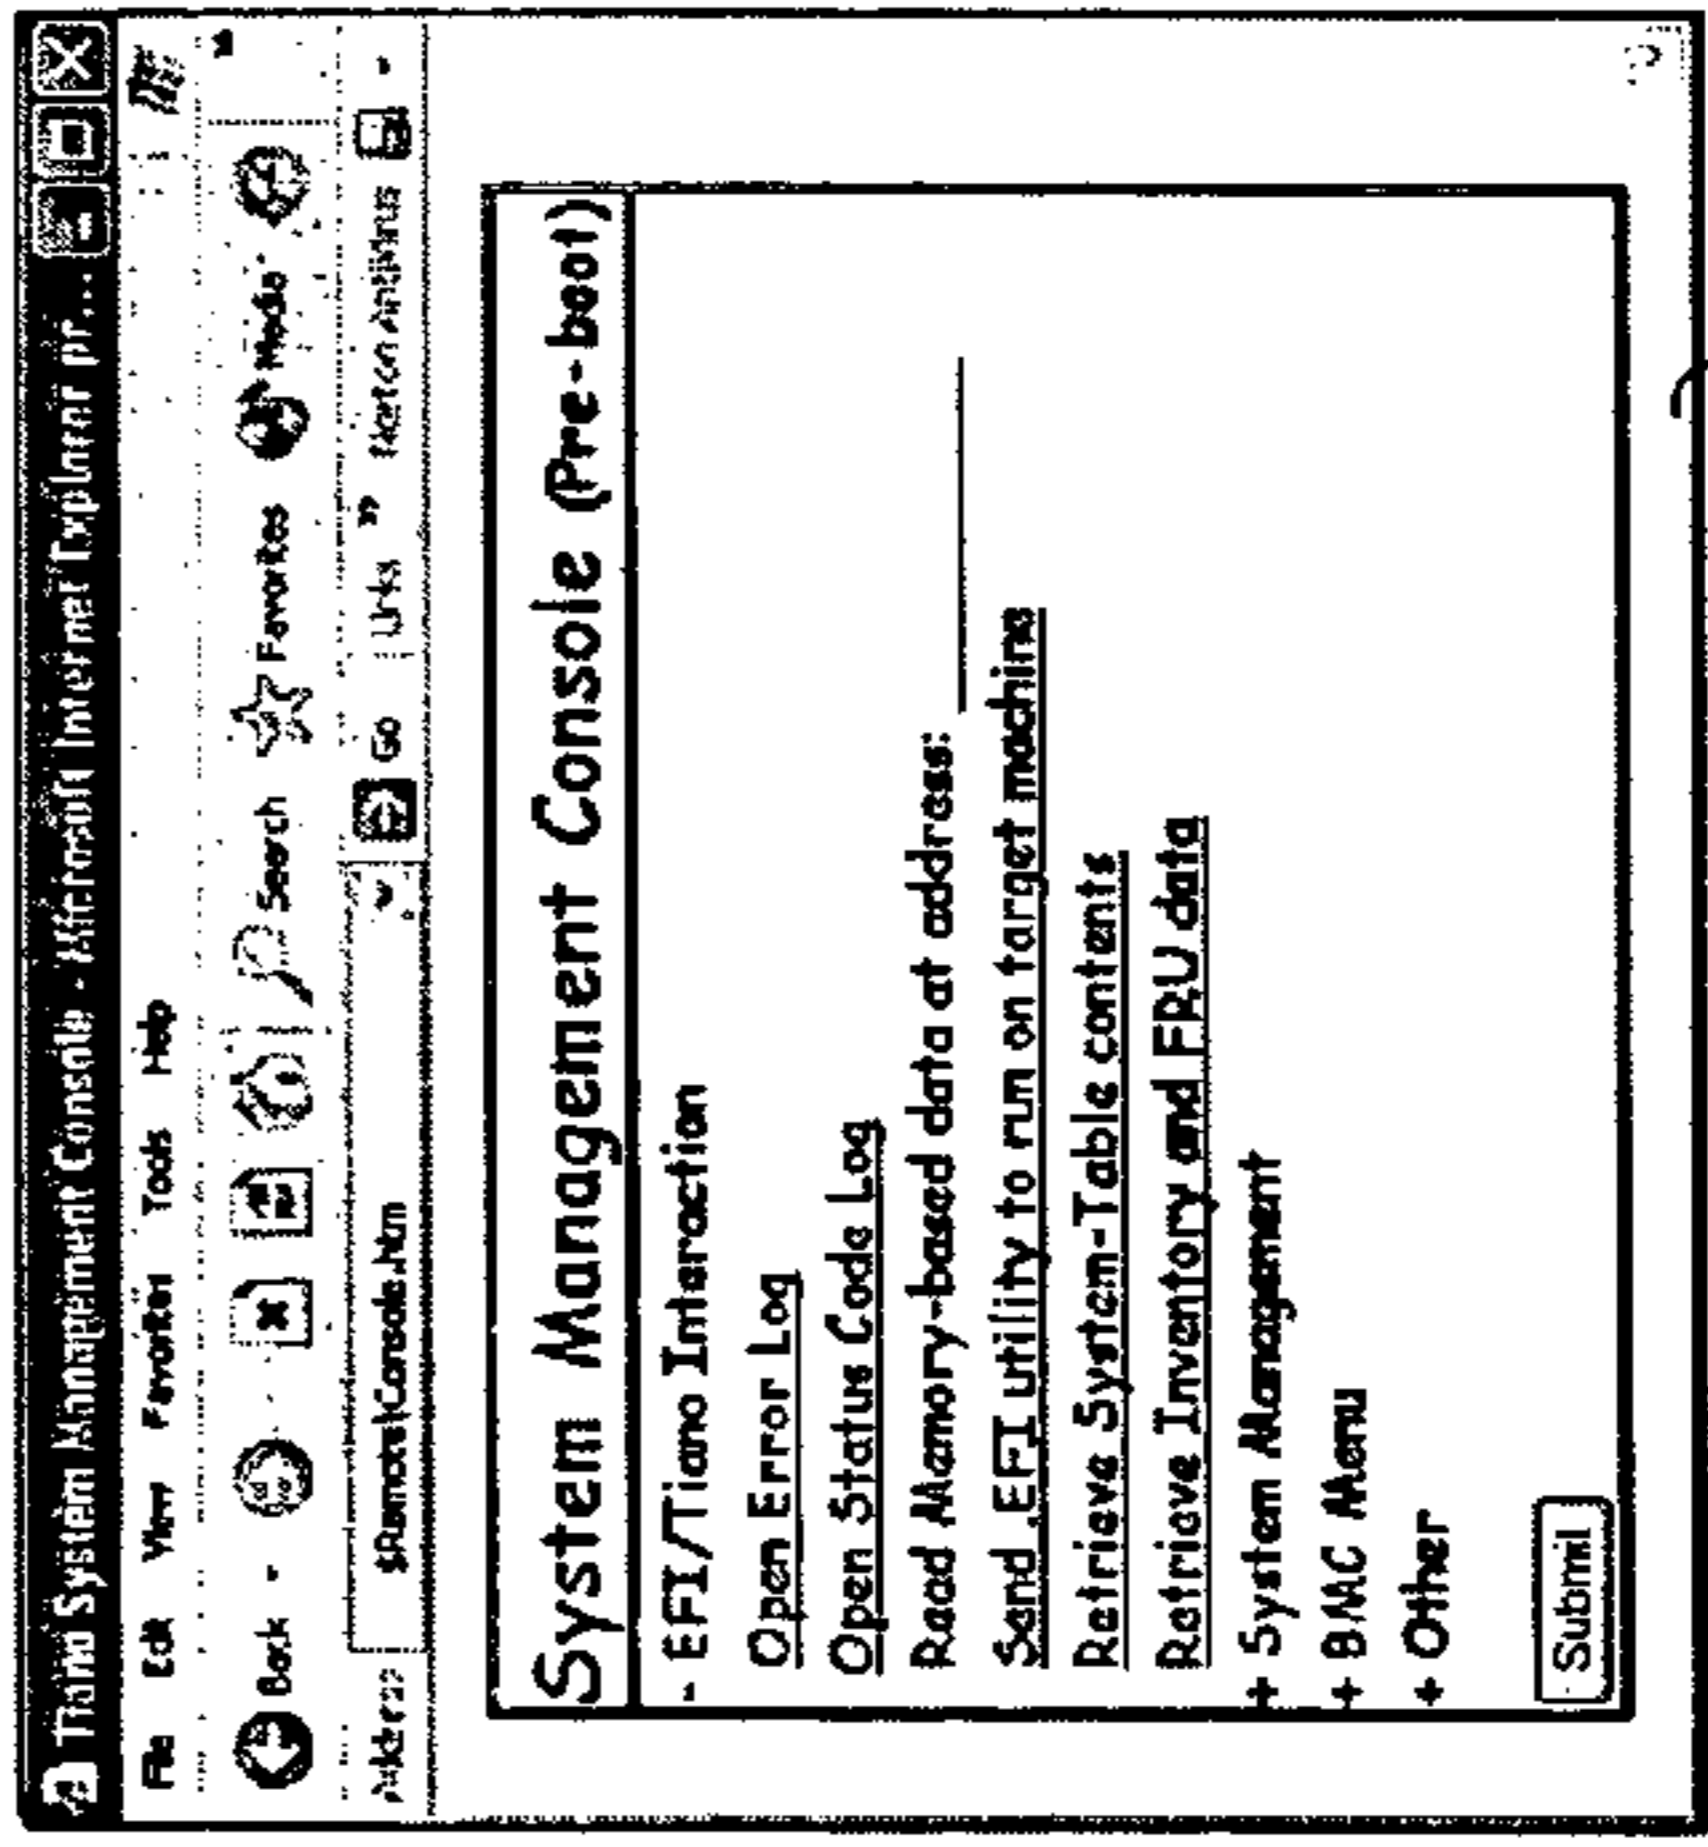 System Management Console - Microsoft Internet Explorer pr...
File Edit View Favorites Tools Help
Back Search Favorites Media
Address $RemoteConsole.htm Go Links » Norton AntiVirus
System Management Console (Pre-boot)
- EFI/Tiano Interaction
Open Error Log
Open Status Code Log
Read Memory-based data at address:
Send .EFI utility to run on target machine
Retrieve System-Table contents
Retrieve Inventory and FRU data
+ System Management
+ BMC Menu
+ Other
Submit